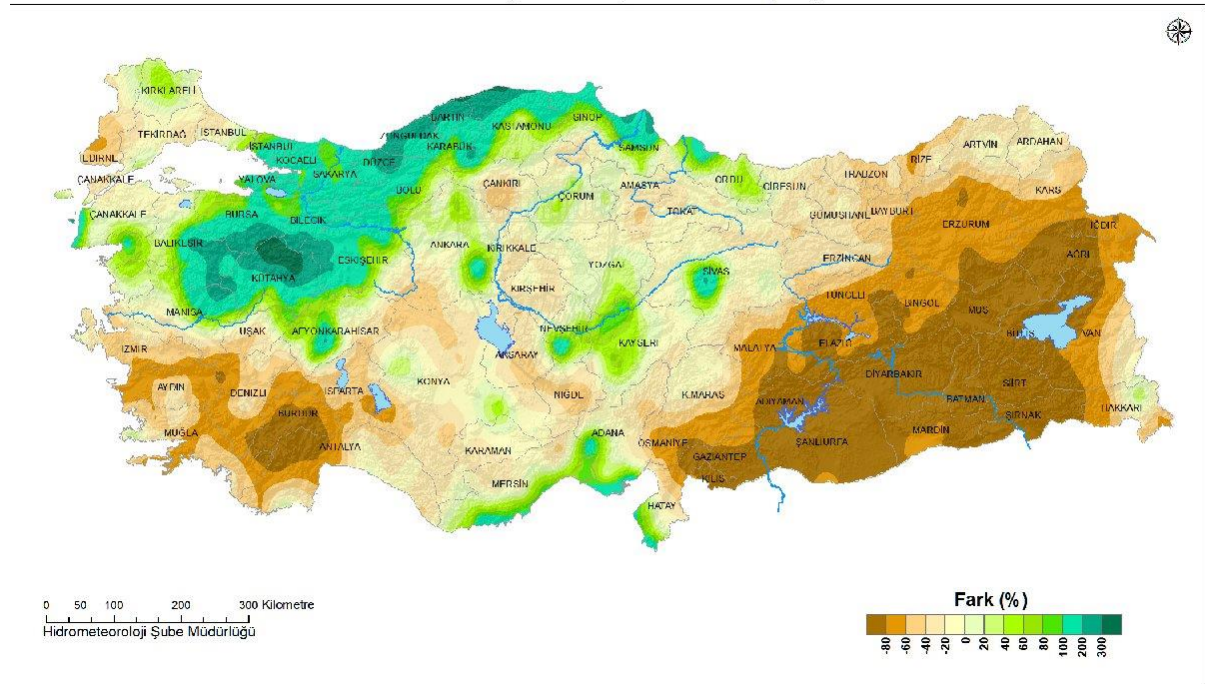 KIRKLARELİ
TEKİRDAĞ
İSTANBUL
EDİRNE
ÇANAKKALE
ÇANAKKALE
İSTANBUL
KOCAELİ
YALOVA
SAKARYA
DÜZCE
ZONGULDAK
BARTIN
KARABÜK
KASTAMONU
SİNOP
SAMSUN
BOLU
ÇANKIRI
ÇORUM
AMASYA
TOKAT
ORDU
GİRESUN
TRABZON
RİZE
ARTVİN
ARDAHAN
KARS
GÜMÜŞHANE
BAYBURT
ERZURUM
IĞDIR
AĞRI
BURSA
BİLECİK
BALIKESİR
KÜTAHYA
ESKİŞEHİR
ANKARA
KIRIKKALE
YOZGAT
SİVAS
ERZİNCAN
TUNCELİ
BİNGÖL
MUŞ
BİTLİS
VAN
MANİSA
UŞAK
AFYONKARAHİSAR
KIRŞEHİR
NEVŞEHİR
KAYSERİ
AKSARAY
MALATYA
ELAZIĞ
DİYARBAKIR
SİİRT
BATMAN
ŞIRNAK
HAKKARİ
İZMİR
AYDIN
DENİZLİ
ISPARTA
KONYA
NİĞDE
K.MARAŞ
ADIYAMAN
MARDİN
MUĞLA
BURDUR
ANTALYA
KARAMAN
MERSİN
ADANA
OSMANİYE
GAZİANTEP
KİLİS
ŞANLIURFA
HATAY
0 50 100 200 300 Kilometre
Hidrometeoroloji Şube Müdürlüğü
Fark (%)
-80 -60 -40 -20 0 20 40 60 80 100 200 300